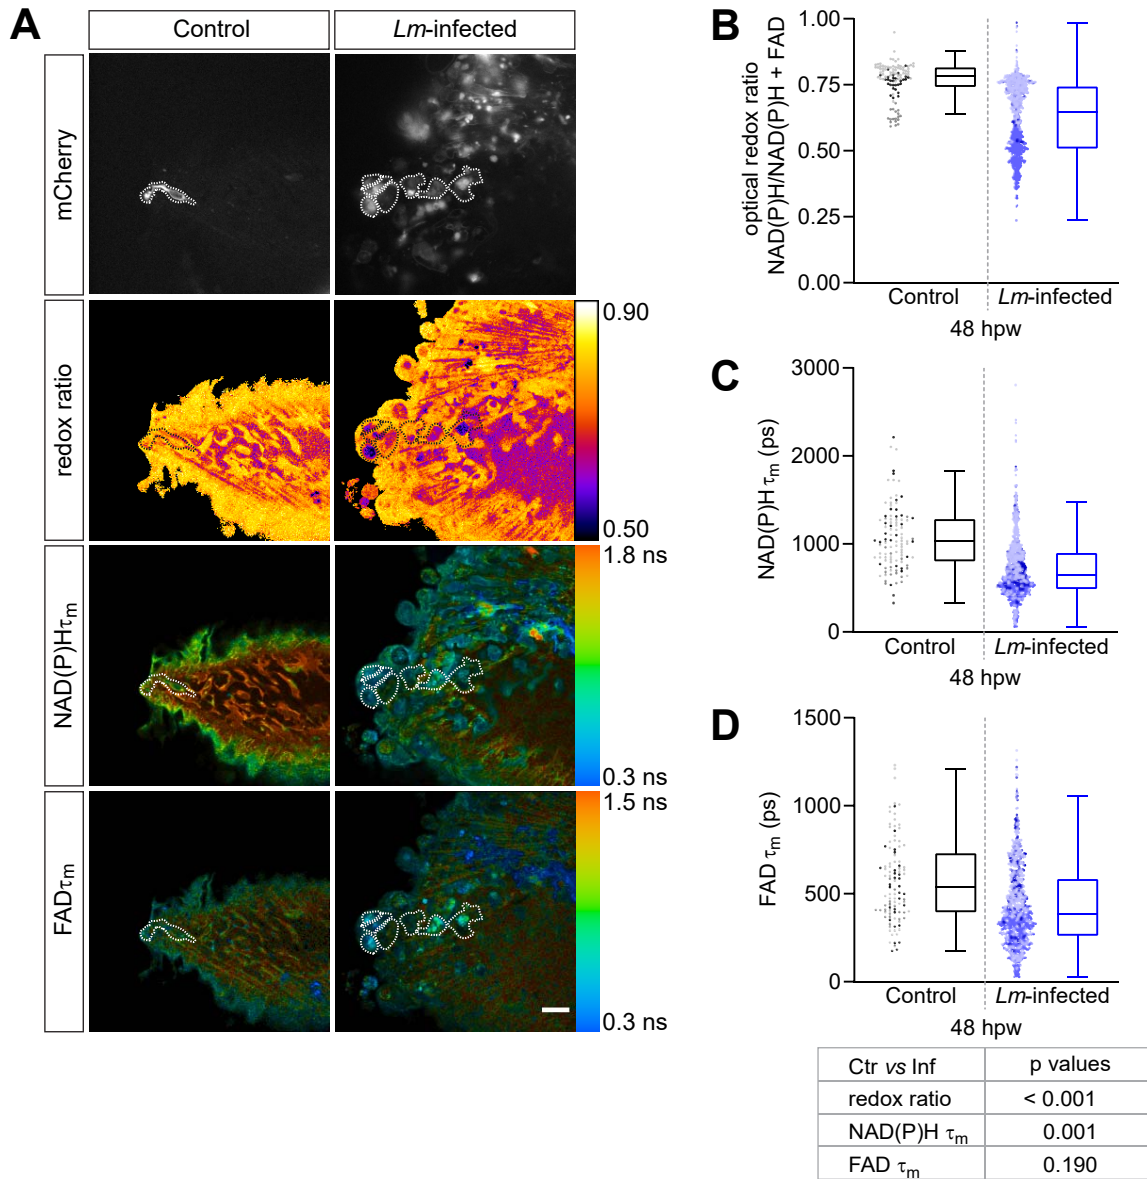 A
Control
Lm-infected
mCherry
redox ratio
0.90
0.50
NAD(P)Hτm
1.8 ns
0.3 ns
FADτm
1.5 ns
0.3 ns
B
optical redox ratio
NAD(P)H/NAD(P)H + FAD
1.00
0.75
0.50
0.25
0.00
Control
Lm-infected
48 hpw
C
NAD(P)H τm (ps)
3000
2000
1000
0
Control
Lm-infected
48 hpw
D
FAD τm (ps)
1500
1000
500
0
Control
Lm-infected
48 hpw
Ctr vs Inf p values
redox ratio < 0.001
NAD(P)H τm 0.001
FAD τm 0.190